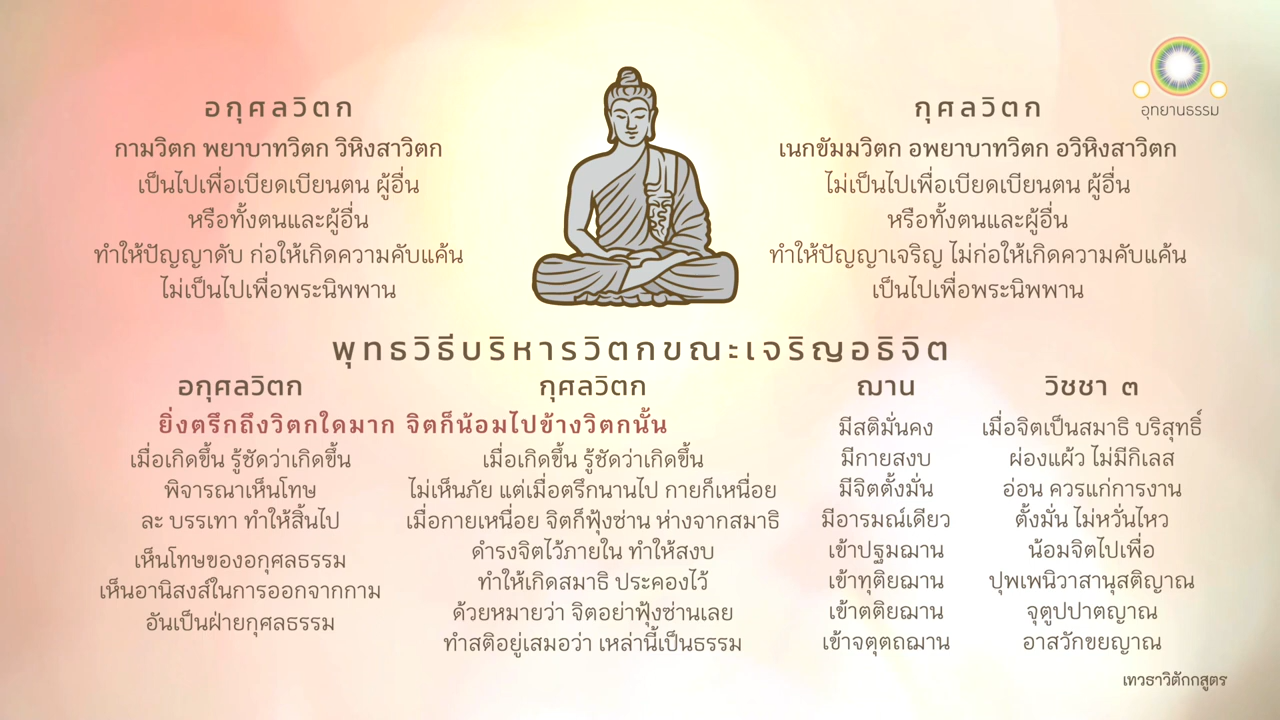 อุทยานธรรม
อกุศลวิตก
กามวิตก พยาบาทวิตก วิหิงสาวิตก
เป็นไปเพื่อเบียดเบียนตน ผู้อื่น
หรือทั้งตนและผู้อื่น
ทำให้ปัญญาดับ ก่อให้เกิดความคับแค้น
ไม่เป็นไปเพื่อพระนิพพาน
กุศลวิตก
เนกขัมมวิตก อพยาบาทวิตก อวิหิงสาวิตก
ไม่เป็นไปเพื่อเบียดเบียนตน ผู้อื่น
หรือทั้งตนและผู้อื่น
ทำให้ปัญญาเจริญ ไม่ก่อให้เกิดความคับแค้น
เป็นไปเพื่อพระนิพพาน
พุทธวิธีบริหารวิตกขณะเจริญอธิจิต
อกุศลวิตก
กุศลวิตก
ยิ่งตรึกถึงวิตกใดมาก จิตก็น้อมไปข้างวิตกนั้น
เมื่อเกิดขึ้น รู้ชัดว่าเกิดขึ้น
พิจารณาเห็นโทษ
ละ บรรเทา ทำให้สิ้นไป
เห็นโทษของอกุศลธรรม
เห็นอานิสงส์ในการออกจากกาม
อันเป็นฝ่ายกุศลธรรม
เมื่อเกิดขึ้น รู้ชัดว่าเกิดขึ้น
ไม่เห็นภัย แต่เมื่อตรึกนานไป กายก็เหนื่อย
เมื่อกายเหนื่อย จิตก็ฟุ้งซ่าน ห่างจากสมาธิ
ดำรงจิตไว้ภายใน ทำให้สงบ
ทำให้เกิดสมาธิ ประคองไว้
ด้วยหมายว่า จิตอย่าฟุ้งซ่านเลย
ทำสติอยู่เสมอว่า เหล่านี้เป็นธรรม
ฌาน
มีสติมั่นคง
มีกายสงบ
มีจิตตั้งมั่น
มีอารมณ์เดียว
เข้าปฐมฌาน
เข้าทุติยฌาน
เข้าตติยฌาน
เข้าจตุตถฌาน
วิชชา ๓
เมื่อจิตเป็นสมาธิ บริสุทธิ์
ผ่องแผ้ว ไม่มีกิเลส
อ่อน ควรแก่การงาน
ตั้งมั่น ไม่หวั่นไหว
น้อมจิตไปเพื่อ
ปุพเพนิวาสานุสติญาณ
จุตูปปาตญาณ
อาสวักขยญาณ
เทวธาวิตักกสูตร